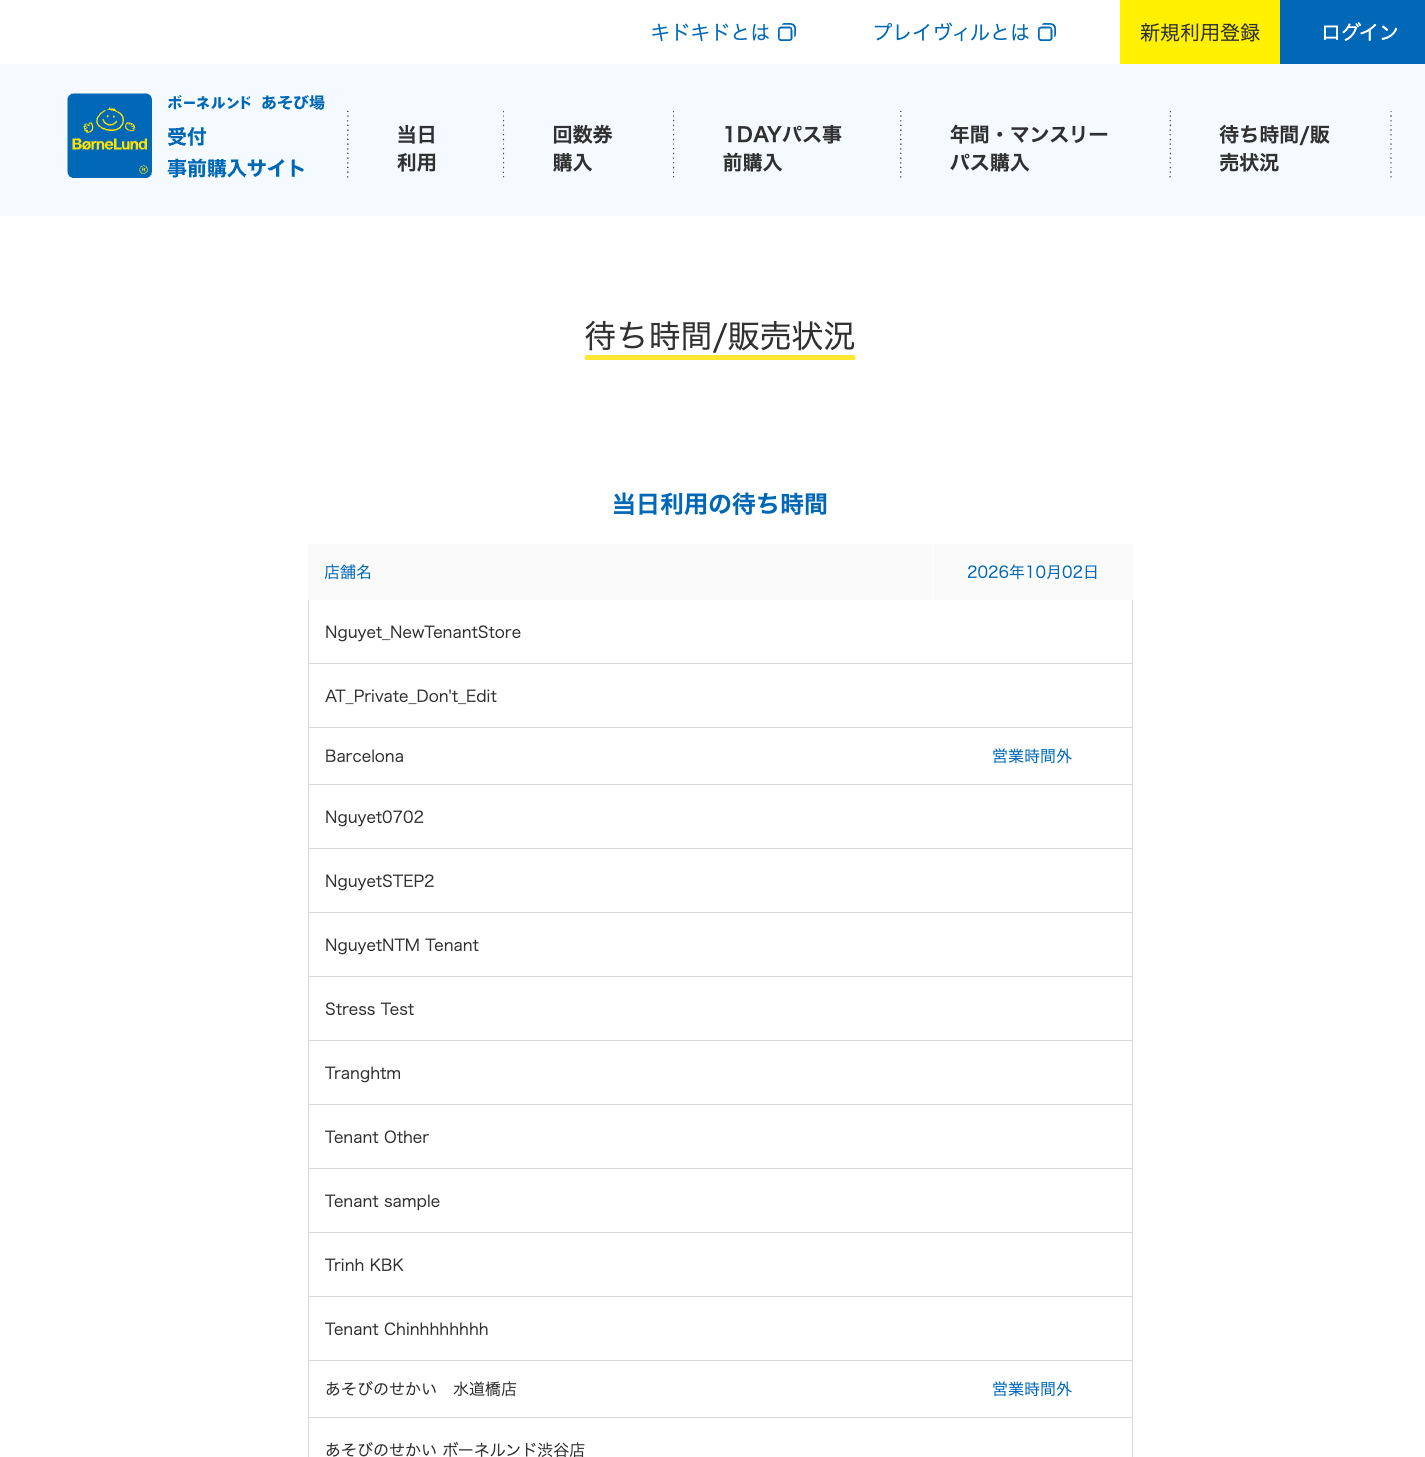 キドキドとは
プレイヴィルとは
新規利用登録
ログイン
BørneLund
®
ボーネルンド あそび場
受付
事前購入サイト
当日
利用
回数券
購入
1DAYパス事
前購入
年間・マンスリー
パス購入
待ち時間/販
売状況
待ち時間/販売状況
当日利用の待ち時間
店舗名 2026年10月02日
Nguyet_NewTenantStore
AT_Private_Don't_Edit
Barcelona 営業時間外
Nguyet0702
NguyetSTEP2
NguyetNTM Tenant
Stress Test
Tranghtm
Tenant Other
Tenant sample
Trinh KBK
Tenant Chinhhhhhhh
あそびのせかい　水道橋店 営業時間外
あそびのせかい ボーネルンド渋谷店